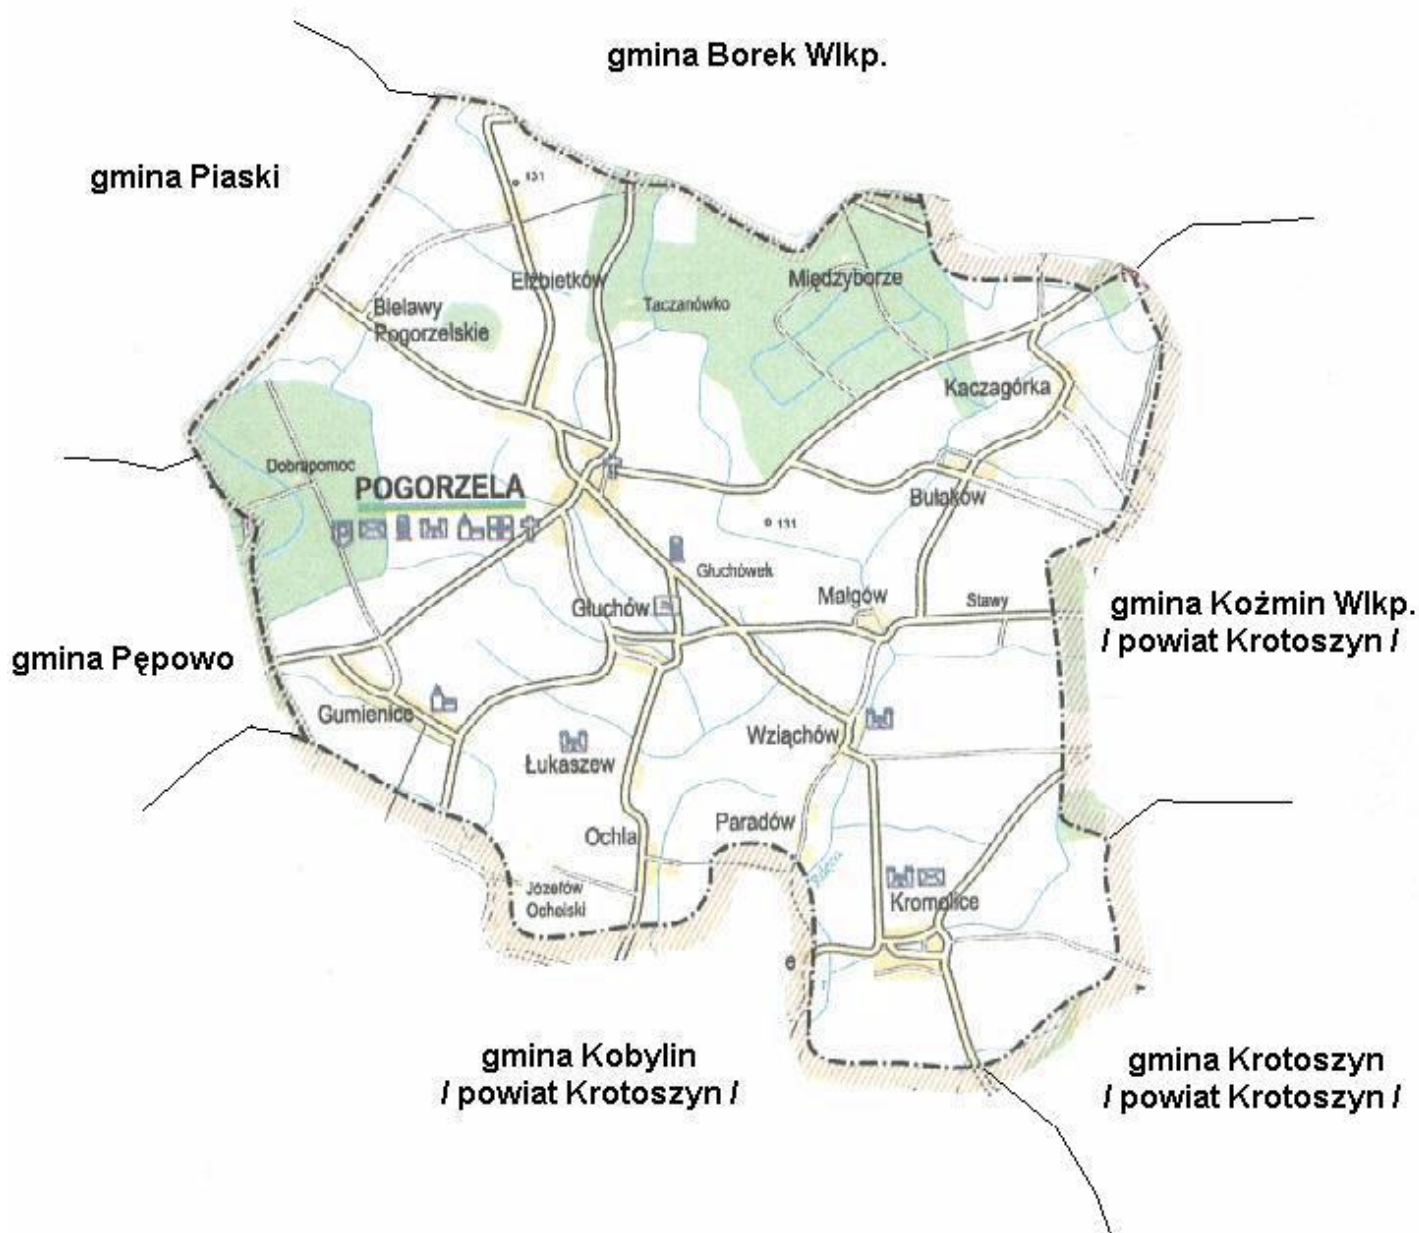 gmina Borek Wlkp.
gmina Piaski
131
Elżbietków
Międzyborze
Taczanówko
Bielawy
Pogorzelskie
Kaczagórka
Dobrapomoc
POGORZELA
Bułaków
131
Głuchówek
Głuchów
Małgów
Stawy
gmina Koźmin Wlkp.
/ powiat Krotoszyn /
gmina Pępowo
Gumienice
Wziąchów
Łukaszew
Paradów
Ochla
Józefów
Ochelski
Kromolice
e
gmina Kobylin
/ powiat Krotoszyn /
gmina Krotoszyn
/ powiat Krotoszyn /